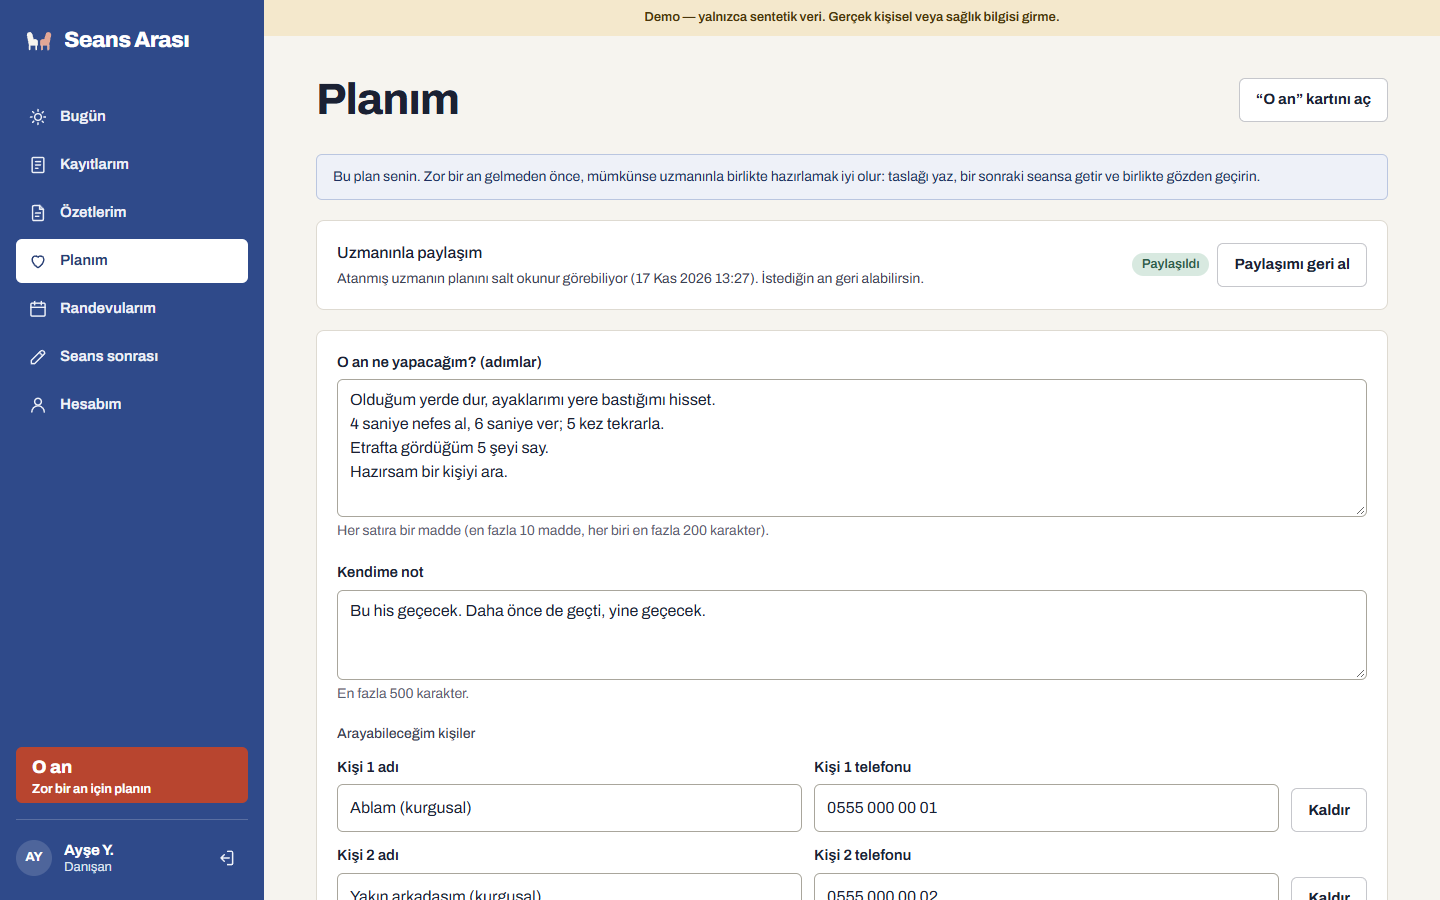 Demo — yalnızca sentetik veri. Gerçek kişisel veya sağlık bilgisi girme.
Seans Arası
Bugün
Kayıtlarım
Özetlerim
Planım
Randevularım
Seans sonrası
Hesabım
O an
Zor bir an için planın
AY
Ayşe Y.
Danışan
Planım
“O an” kartını aç
Bu plan senin. Zor bir an gelmeden önce, mümkünse uzmanınla birlikte hazırlamak iyi olur: taslağı yaz, bir sonraki seansa getir ve birlikte gözden geçirin.
Uzmanınla paylaşım
Atanmış uzmanın planını salt okunur görebiliyor (17 Kas 2026 13:27). İstediğin an geri alabilirsin.
Paylaşıldı
Paylaşımı geri al
O an ne yapacağım? (adımlar)
Olduğum yerde dur, ayaklarımı yere bastığımı hisset.
4 saniye nefes al, 6 saniye ver; 5 kez tekrarla.
Etrafta gördüğüm 5 şeyi say.
Hazırsam bir kişiyi ara.
Her satıra bir madde (en fazla 10 madde, her biri en fazla 200 karakter).
Kendime not
Bu his geçecek. Daha önce de geçti, yine geçecek.
En fazla 500 karakter.
Arayabileceğim kişiler
Kişi 1 adı
Kişi 1 telefonu
Ablam (kurgusal)
0555 000 00 01
Kaldır
Kişi 2 adı
Kişi 2 telefonu
Yakın arkadaşım (kurgusal)
0555 000 00 02
Kaldır